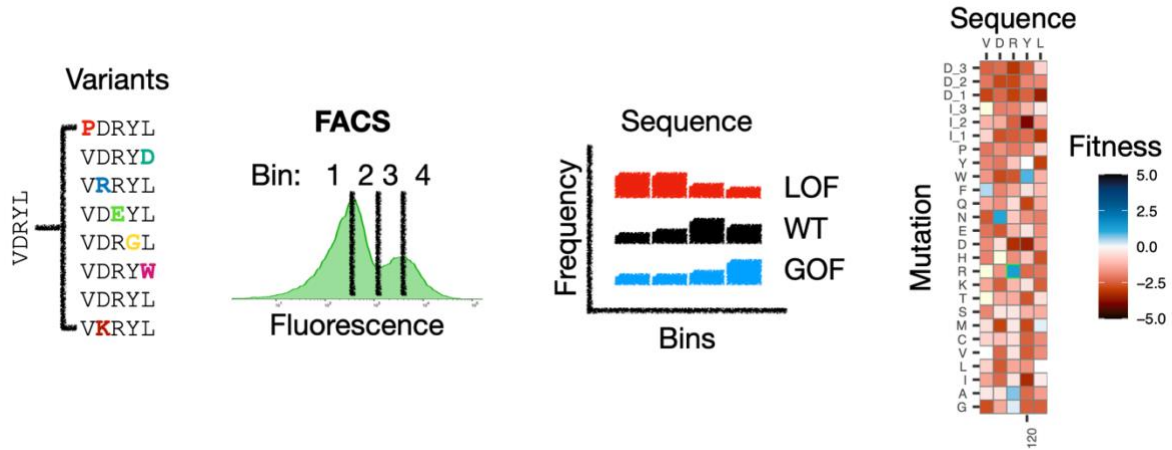 Variants
VDRYL
PDRYL
VDRYD
VRRYL
VDEYL
VDRGL
VDRYW
VDRYL
VKRYL
FACS
Bin: 1 2 3 4
Fluorescence
Sequence
Frequency
LOF
WT
GOF
Bins
Sequence
V D R Y L
Mutation
D_3
D_2
D_1
I_3
I_2
I_1
P
Y
W
F
Q
N
E
D
H
R
K
T
S
M
C
V
L
I
A
G
120
Fitness
5.0
2.5
0.0
−2.5
−5.0